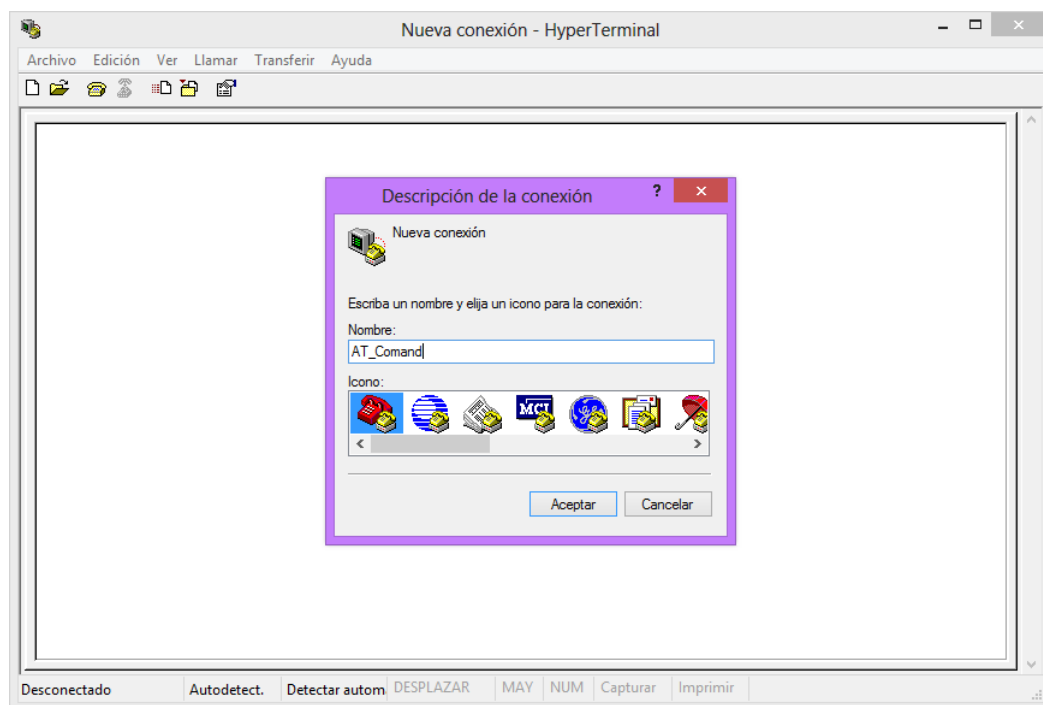 Nueva conexión - HyperTerminal
Archivo Edición Ver Llamar Transferir Ayuda
Descripción de la conexión ?
Nueva conexión
Escriba un nombre y elija un icono para la conexión:
Nombre:
AT_Comand
Icono:
MCI
Aceptar Cancelar
Desconectado Autodetect. Detectar autom DESPLAZAR MAY NUM Capturar Imprimir